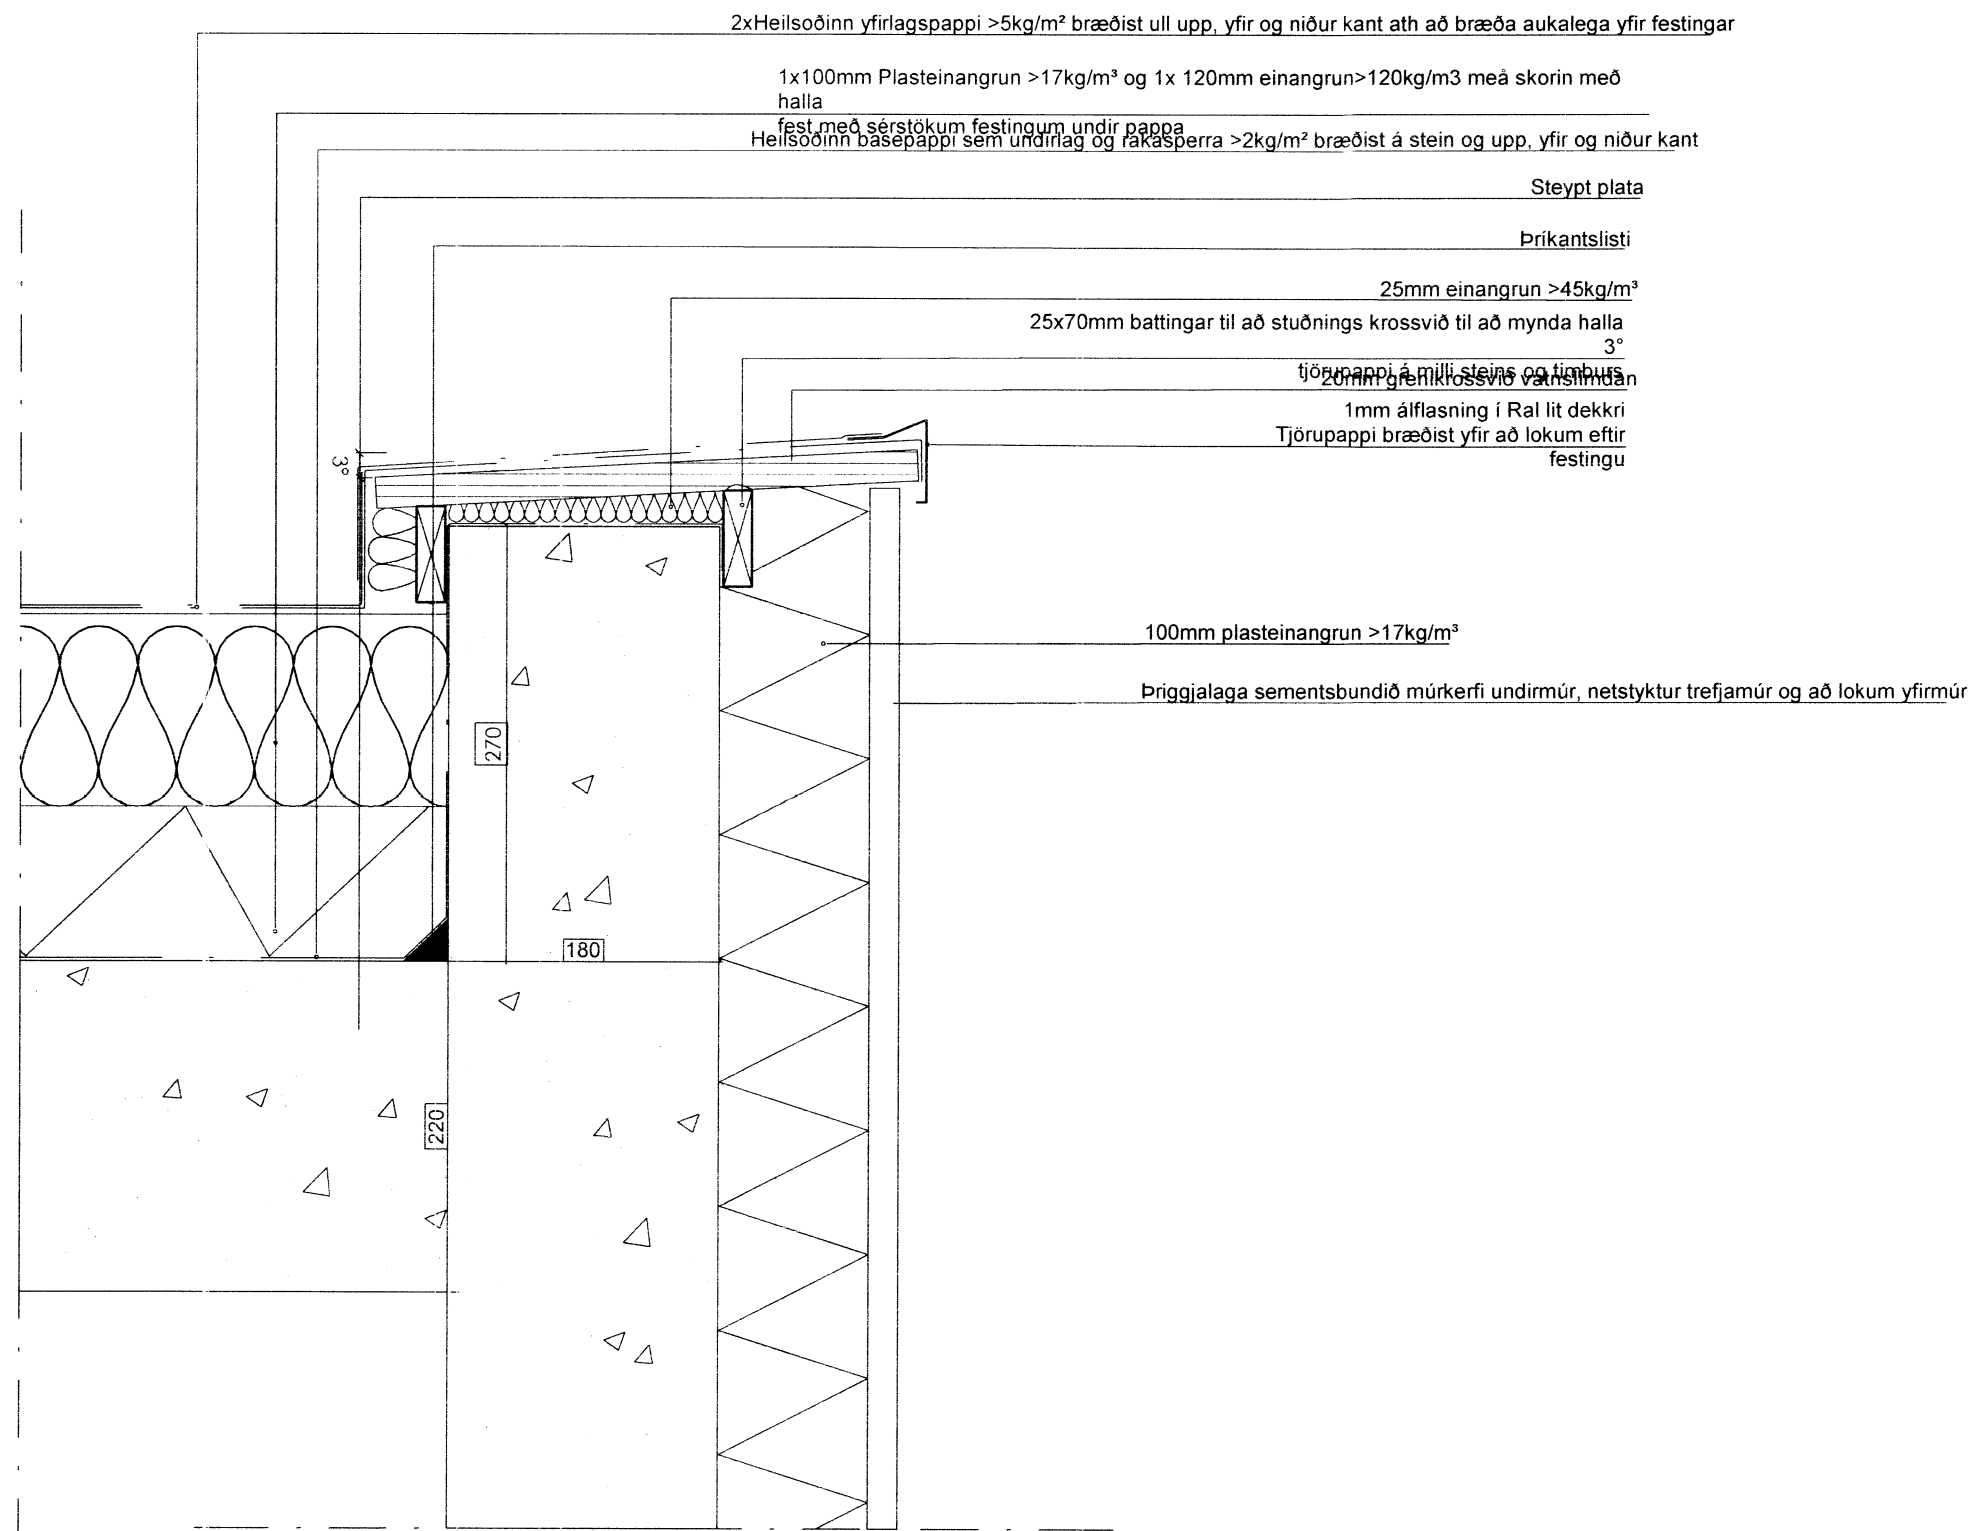 2xHeilsoðinn yfirlagspappi >5kg/m² bræðist ull upp, yfir og niður kant ath að bræða aukalega yfir festingar
1x100mm Plasteinangrun >17kg/m³ og 1x 120mm einangrun>120kg/m3 meå skorin með
halla
fest með sérstökum festingum undir pappa
Heilsoðinn basepappi sem undirlag og rakasperra >2kg/m² bræðist á stein og upp, yfir og niður kant
Steypt plata
Þríkantslisti
25mm einangrun >45kg/m³
25x70mm battingar til að stuðnings krossvið til að mynda halla
3°
tjörupappi á milli steins og timburs
20mm grenikrossvið vatnslímdan
1mm álflasning í Ral lit dekkri
Tjörupappi bræðist yfir að lokum eftir
festingu
3°
100mm plasteinangrun >17kg/m³
Þriggjalaga sementsbundið múrkerfi undirmúr, netstyktur trefjamúr og að lokum yfirmúr
270
180
220